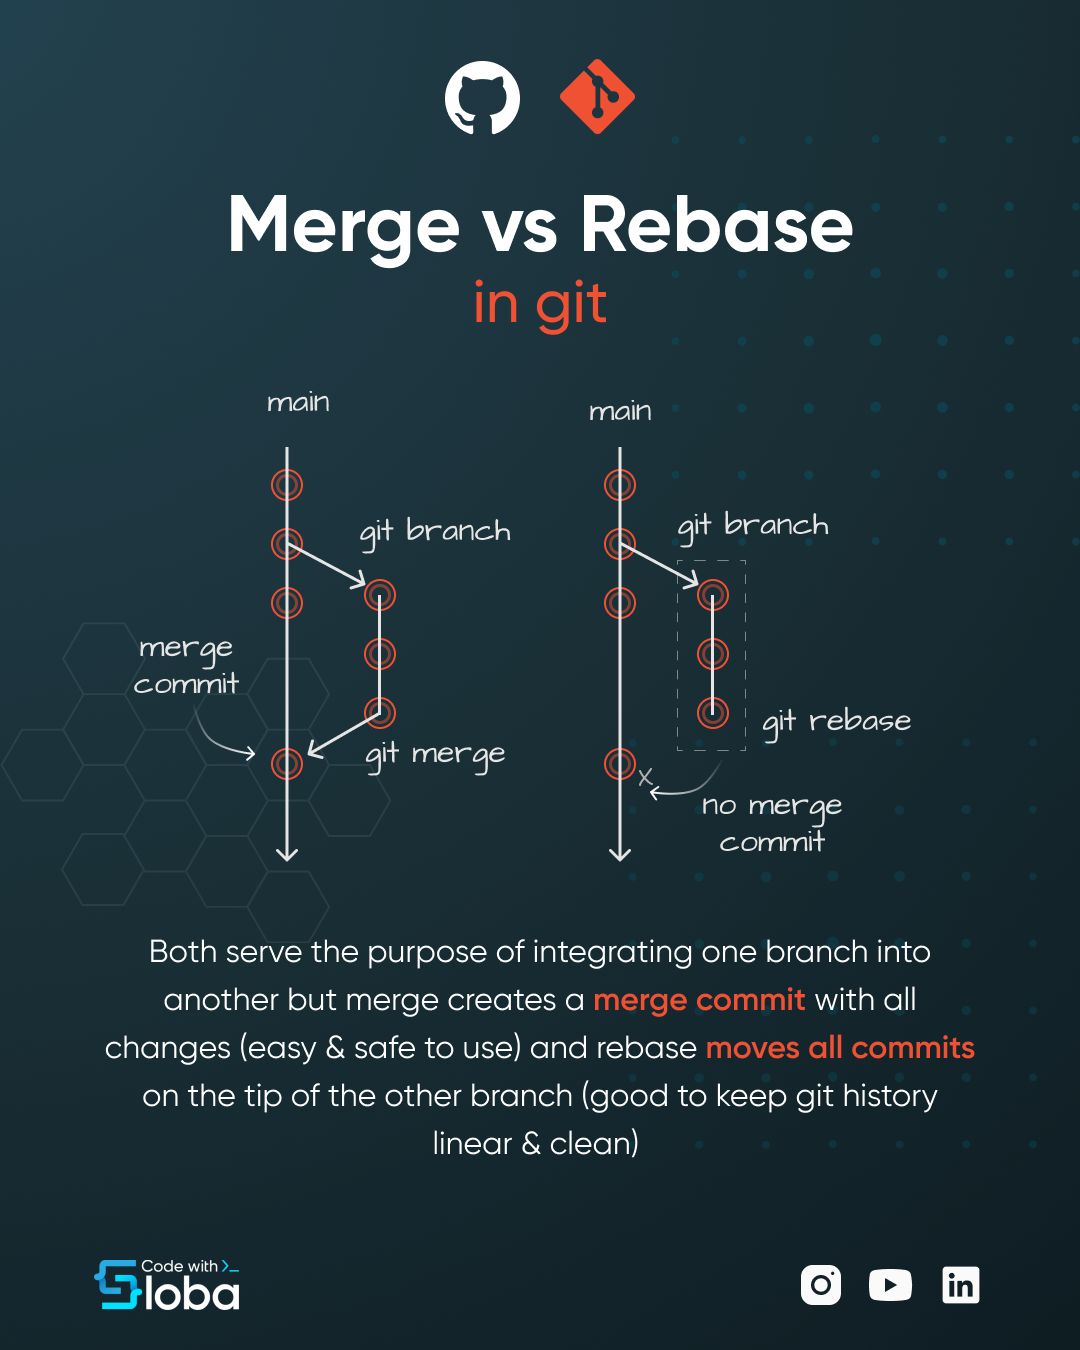 Merge vs Rebase
in git
main
git branch
merge
commit
git merge
main
git branch
git rebase
x
no merge
commit
Both serve the purpose of integrating one branch into
another but merge creates a merge commit with all
changes (easy & safe to use) and rebase moves all commits
on the tip of the other branch (good to keep git history
linear & clean)
Code with >_
Sloba
in